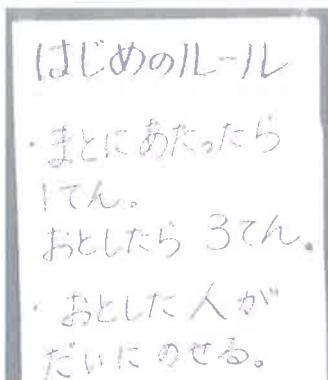 はじめのルール
・まとにあたったら
1てん。
おとしたら 3てん。
・おとした人が
だいにのせる。